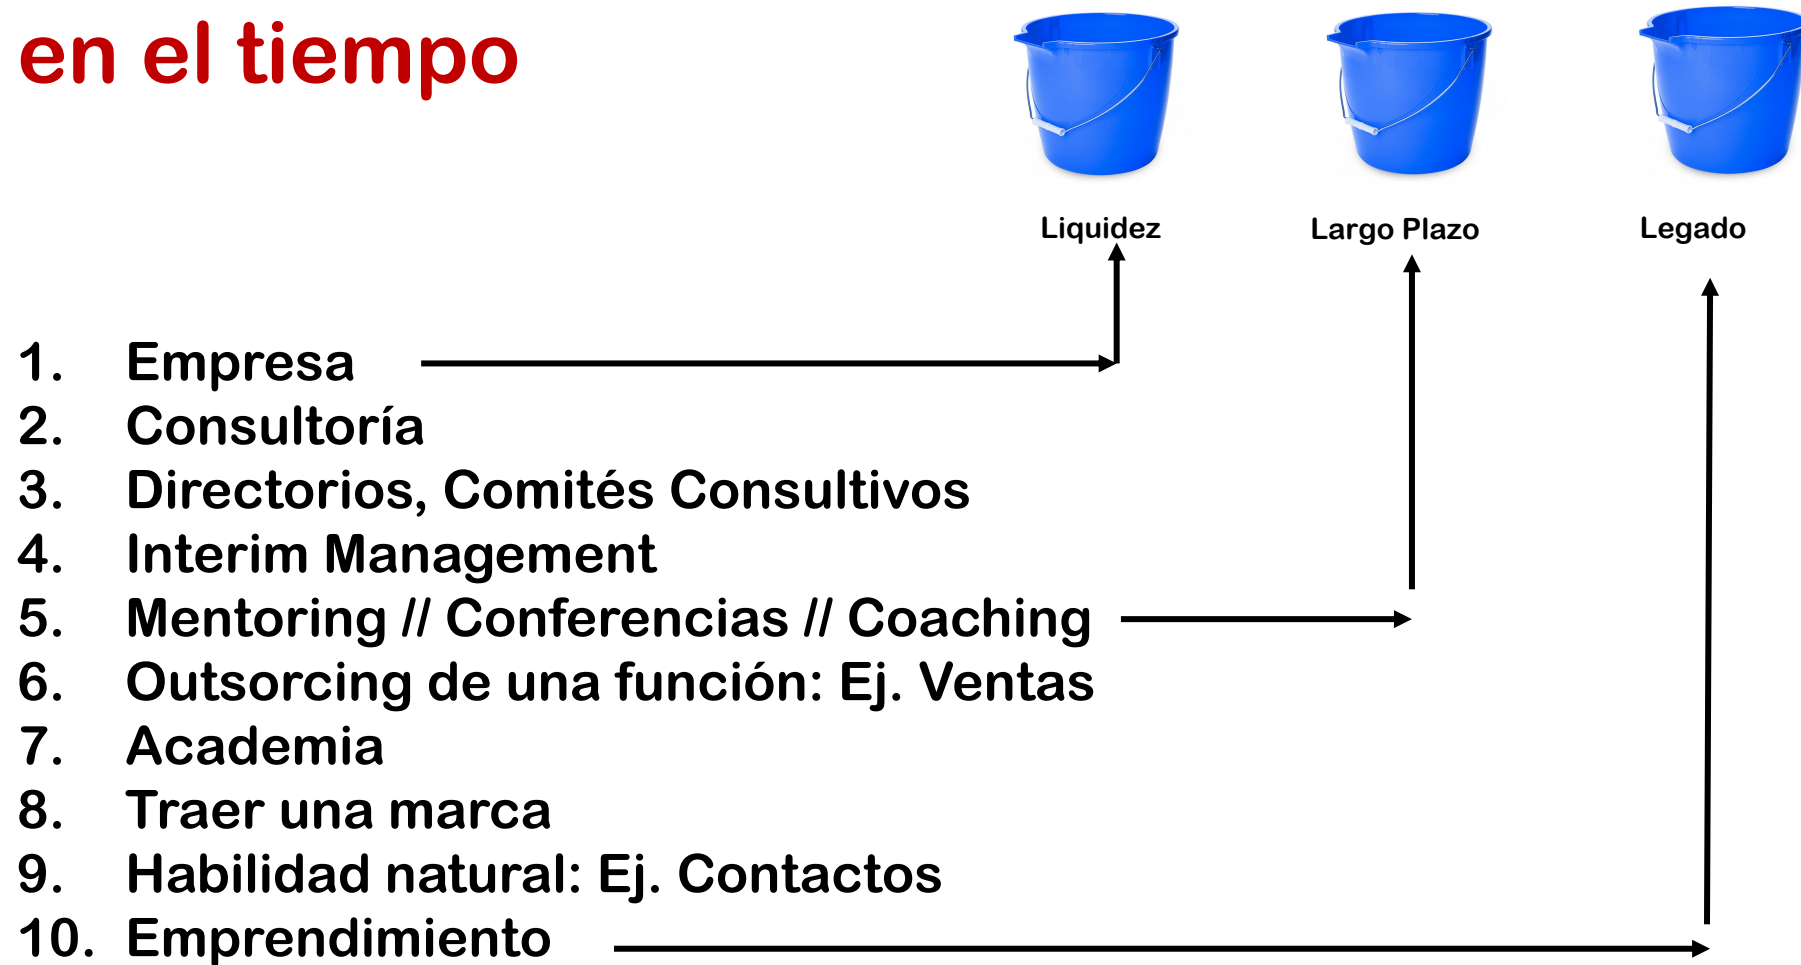 en el tiempo
Liquidez
Largo Plazo
Legado
1. Empresa
2. Consultoría
3. Directorios, Comités Consultivos
4. Interim Management
5. Mentoring // Conferencias // Coaching
6. Outsorcing de una función: Ej. Ventas
7. Academia
8. Traer una marca
9. Habilidad natural: Ej. Contactos
10. Emprendimiento